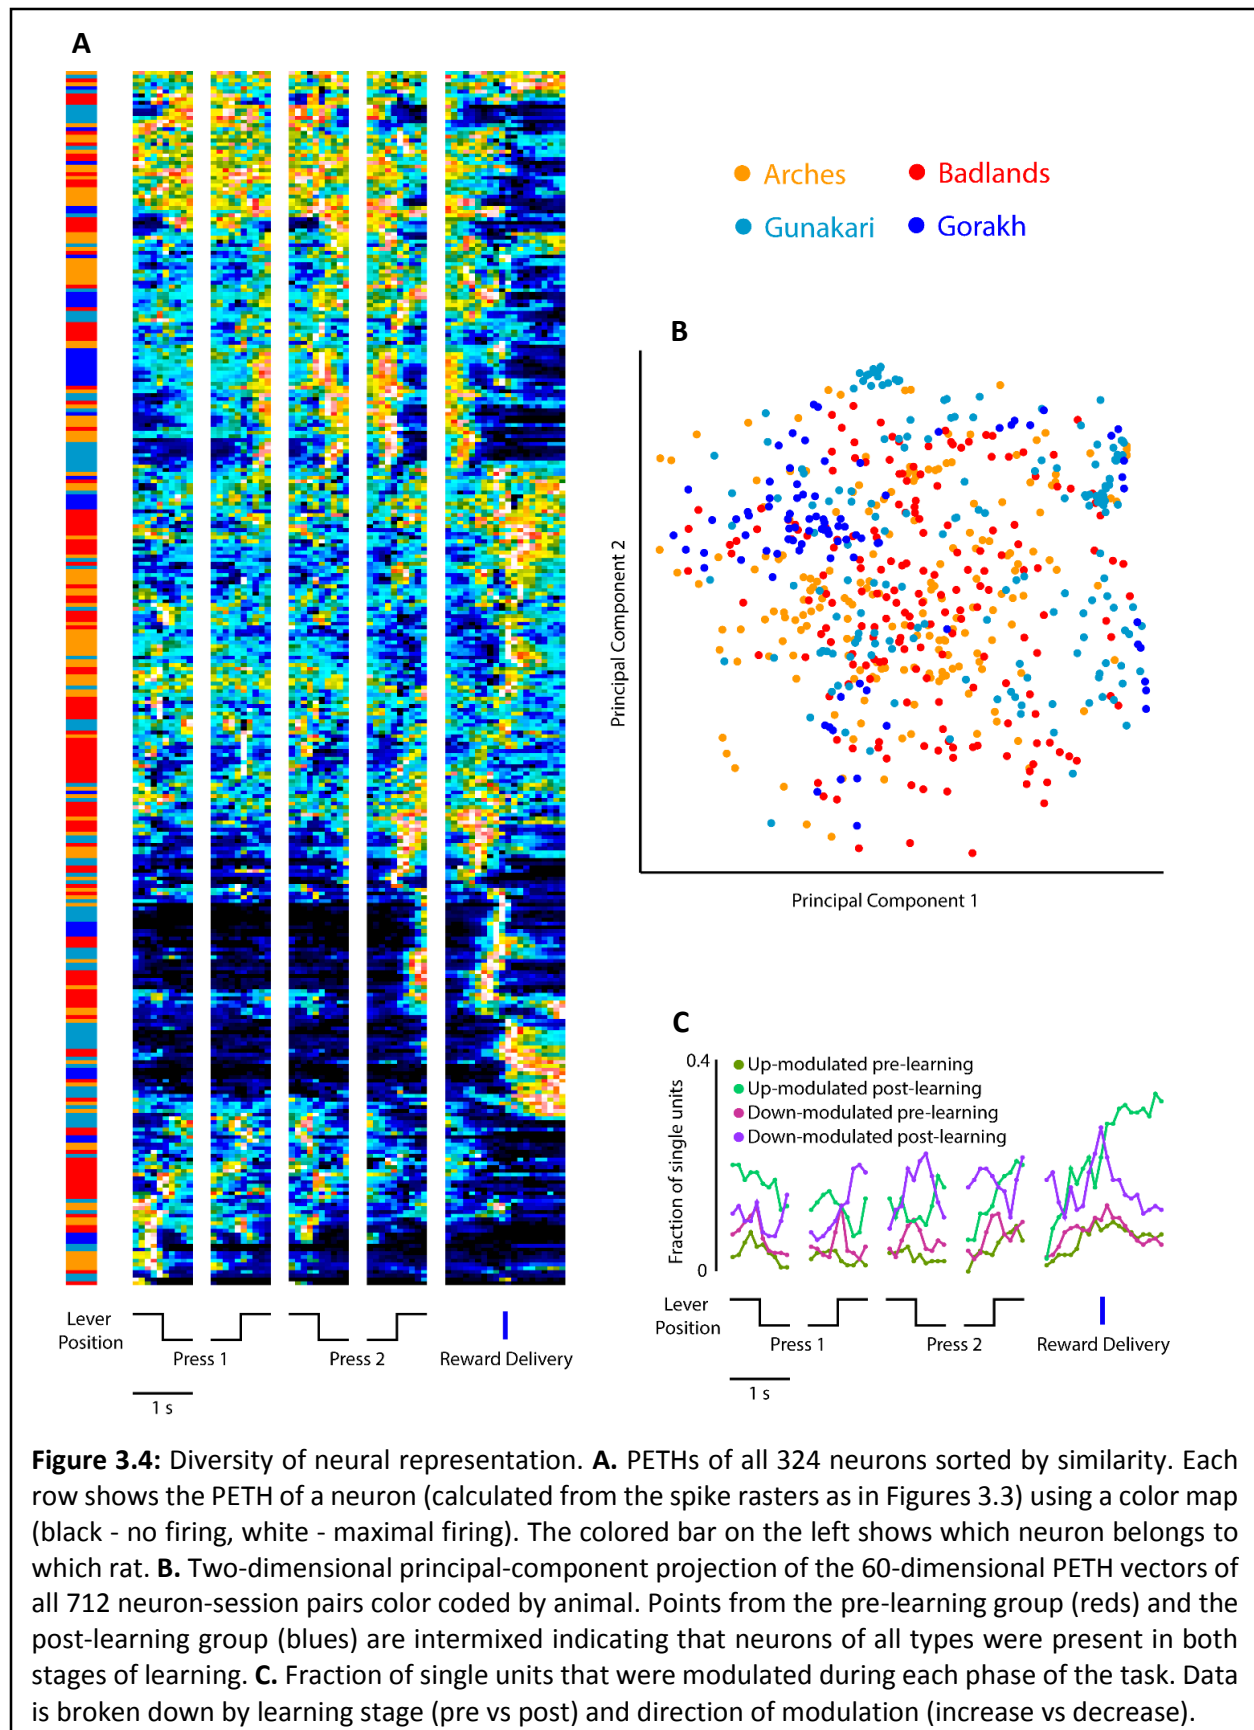 A
Arches
Badlands
Gunakari
Gorakh
B
Principal Component 2
Principal Component 1
C
0.4
Up-modulated pre-learning
Up-modulated post-learning
Down-modulated pre-learning
Down-modulated post-learning
Fraction of single units
0
Lever
Position
Press 1
Press 2
Reward Delivery
1 s
Lever
Position
Press 1
Press 2
Reward Delivery
1 s
Figure 3.4: Diversity of neural representation. A. PETHs of all 324 neurons sorted by similarity. Each
row shows the PETH of a neuron (calculated from the spike rasters as in Figures 3.3) using a color map
(black - no firing, white - maximal firing). The colored bar on the left shows which neuron belongs to
which rat. B. Two-dimensional principal-component projection of the 60-dimensional PETH vectors of
all 712 neuron-session pairs color coded by animal. Points from the pre-learning group (reds) and the
post-learning group (blues) are intermixed indicating that neurons of all types were present in both
stages of learning. C. Fraction of single units that were modulated during each phase of the task. Data
is broken down by learning stage (pre vs post) and direction of modulation (increase vs decrease).